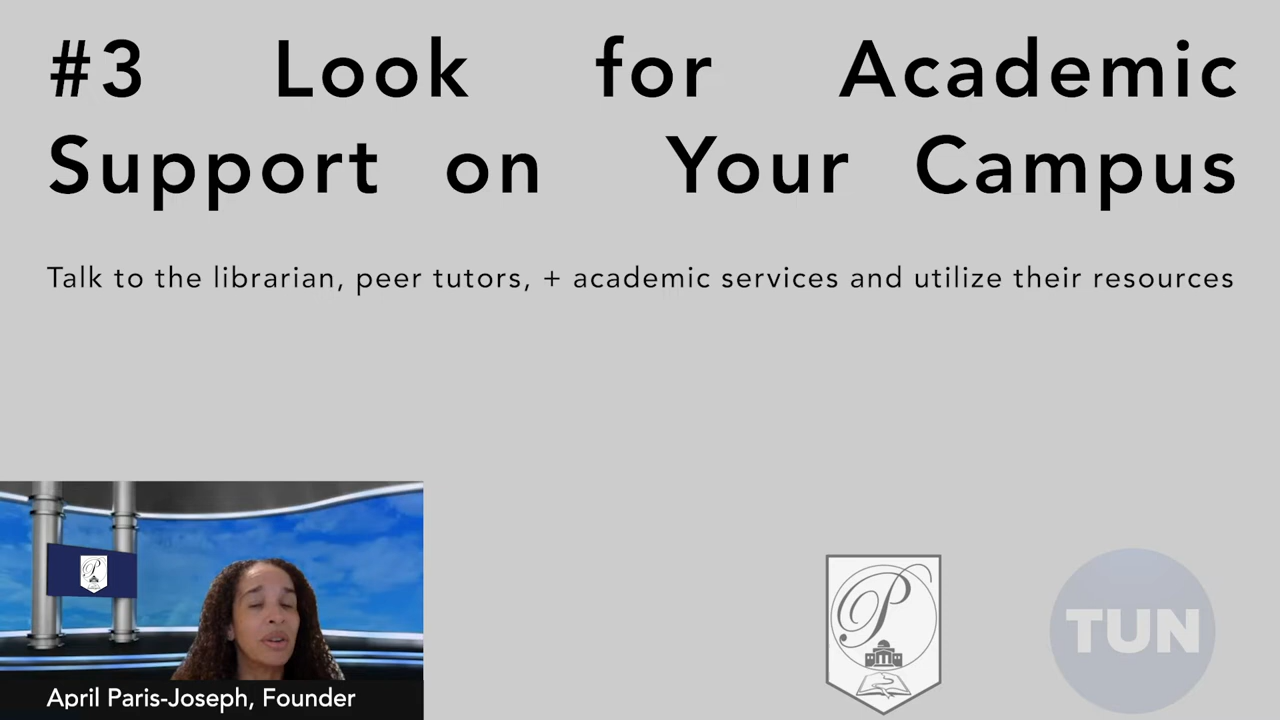 #3 Look for Academic
Support on Your Campus
Talk to the librarian, peer tutors, + academic services and utilize their resources
P
April Paris-Joseph, Founder
P
TUN